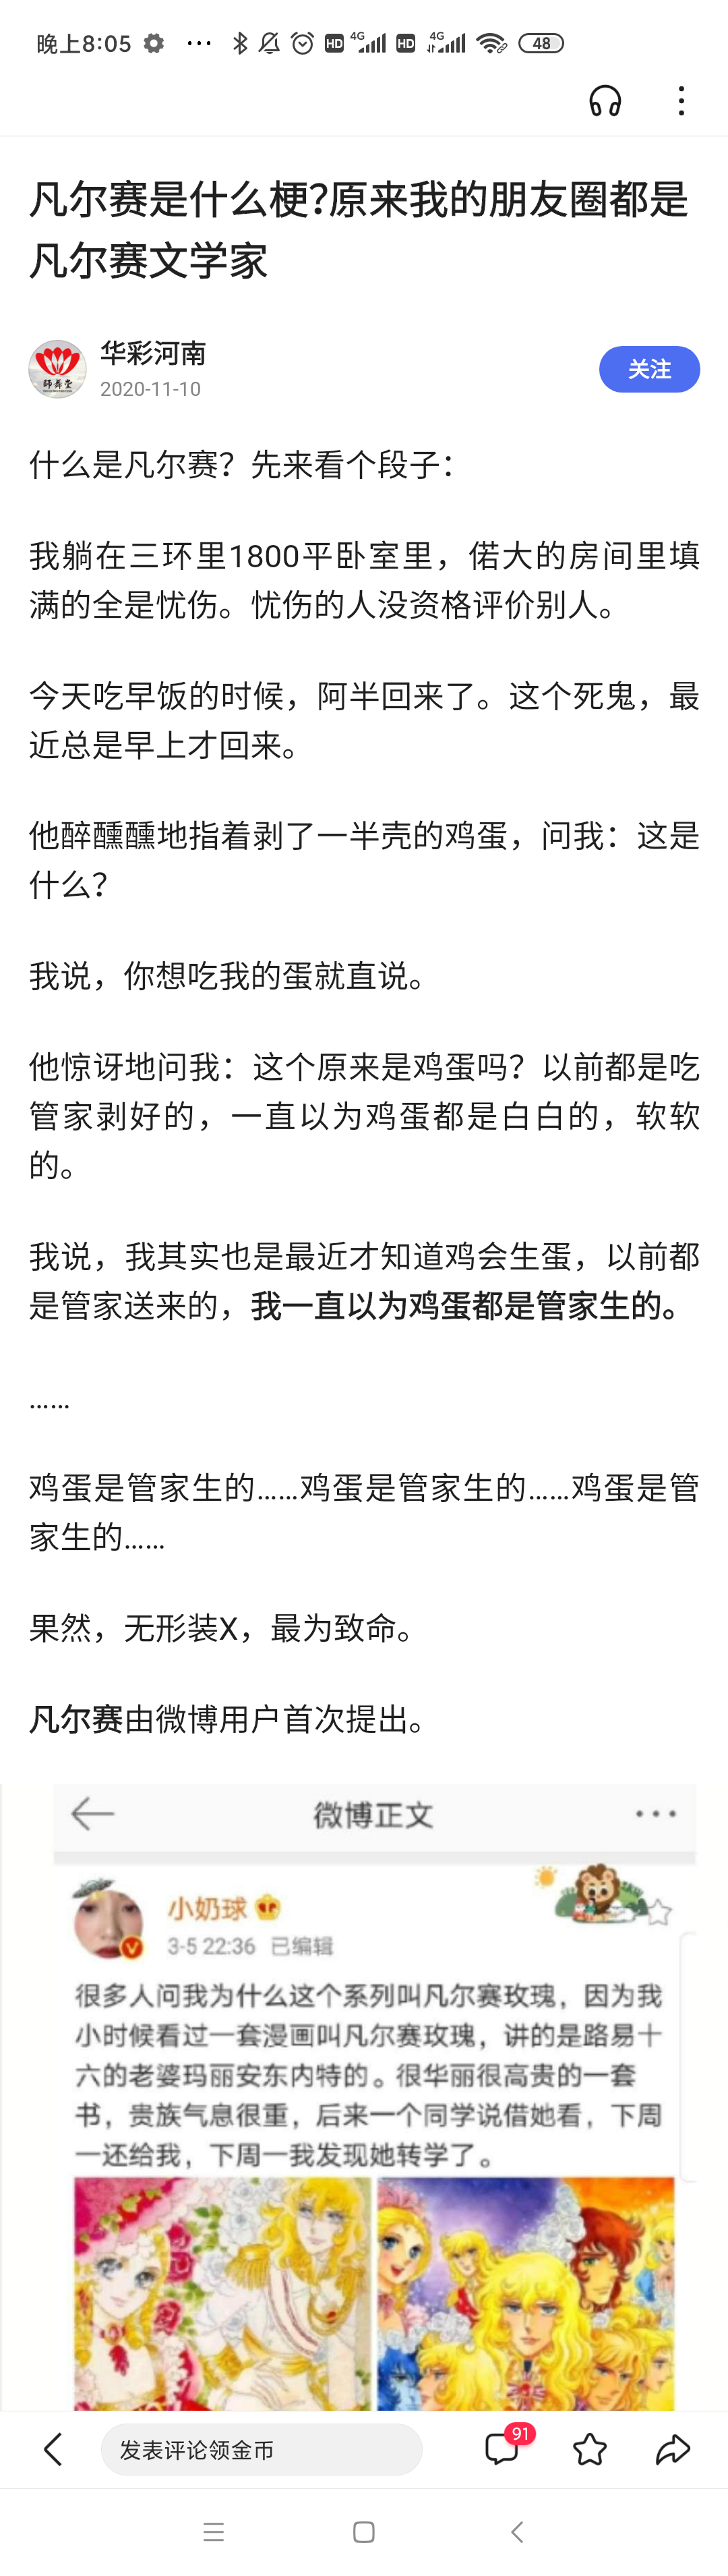 晚上8:05 ··· HD 4G HD 4G 48
凡尔赛是什么梗?原来我的朋友圈都是
凡尔赛文学家
师舞堂
华彩河南
2020-11-10
关注
什么是凡尔赛？先来看个段子：
我躺在三环里1800平卧室里，偌大的房间里填
满的全是忧伤。忧伤的人没资格评价别人。
今天吃早饭的时候，阿半回来了。这个死鬼，最
近总是早上才回来。
他醉醺醺地指着剥了一半壳的鸡蛋，问我：这是
什么？
我说，你想吃我的蛋就直说。
他惊讶地问我：这个原来是鸡蛋吗？以前都是吃
管家剥好的，一直以为鸡蛋都是白白的，软软
的。
我说，我其实也是最近才知道鸡会生蛋，以前都
是管家送来的，我一直以为鸡蛋都是管家生的。
……
鸡蛋是管家生的……鸡蛋是管家生的……鸡蛋是管
家生的……
果然，无形装X，最为致命。
凡尔赛由微博用户首次提出。
微博正文
小奶球
3-5 22:36 已编辑
很多人问我为什么这个系列叫凡尔赛玫瑰，因为我
小时候看过一套漫画叫凡尔赛玫瑰，讲的是路易十
六的老婆玛丽安东内特的。很华丽很高贵的一套
书，贵族气息很重，后来一个同学说借她看，下周
一还给我，下周一我发现她转学了。
发表评论领金币
91